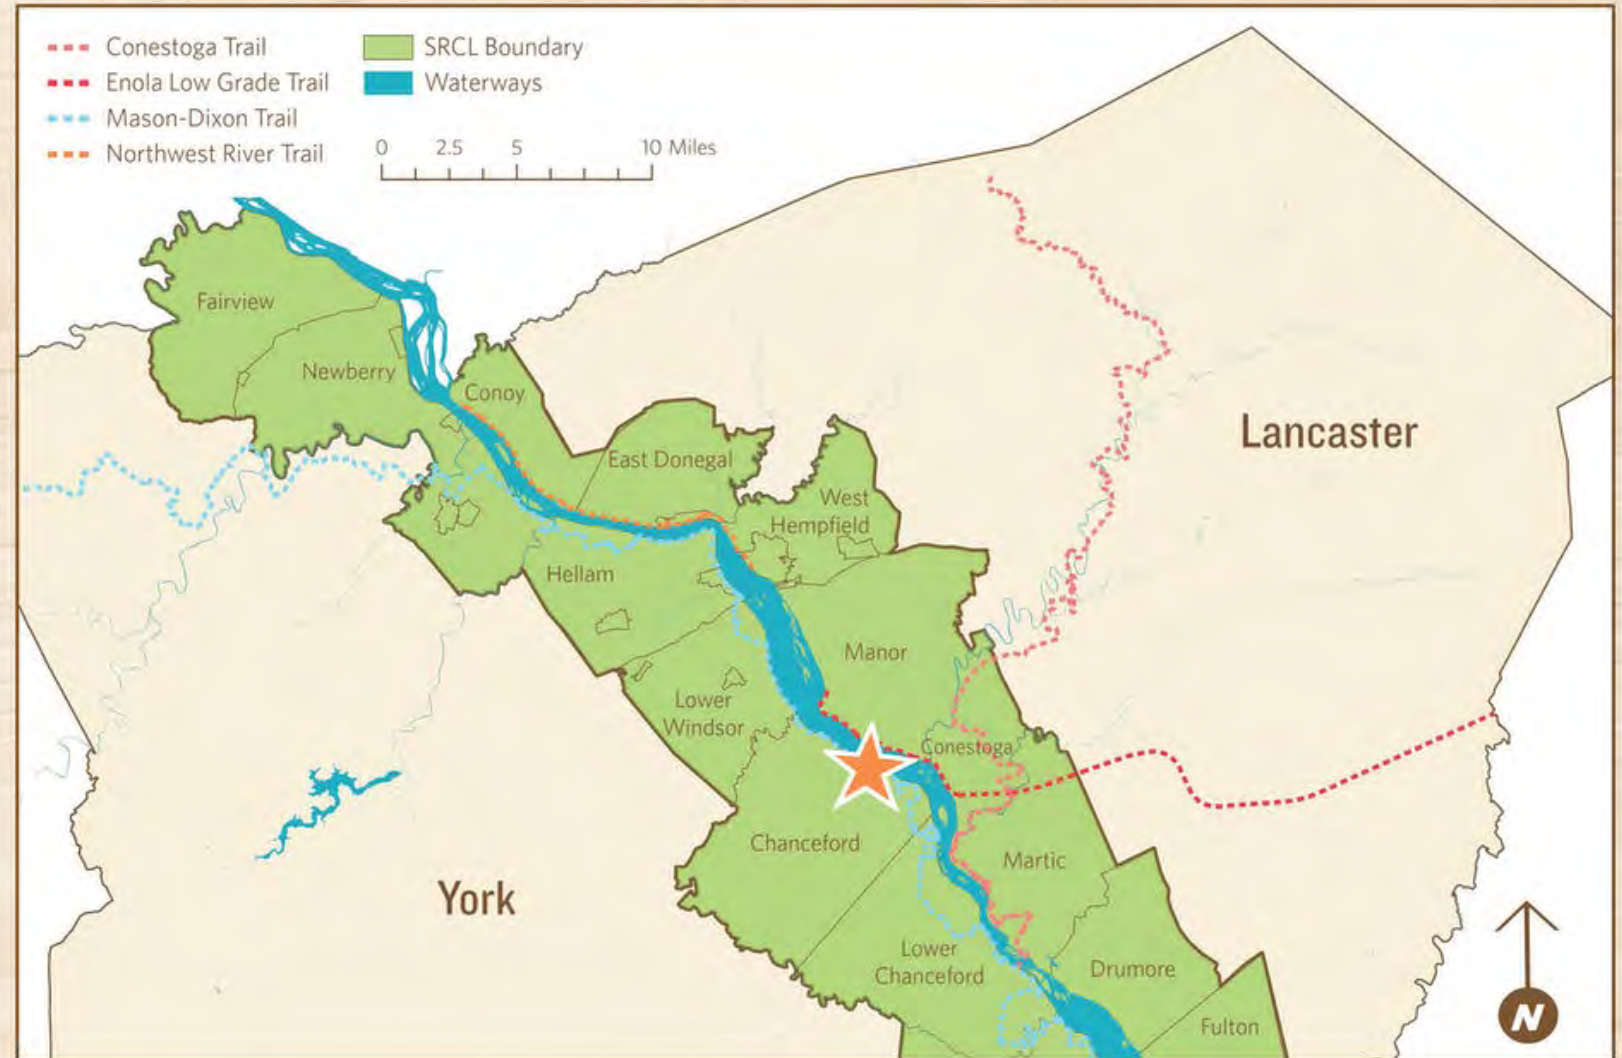 Conestoga Trail
Enola Low Grade Trail
Mason-Dixon Trail
Northwest River Trail
SRCL Boundary
Waterways
0 2.5 5 10 Miles
Fairview
Newberry
Conoy
East Donegal
West
Hempfield
Lancaster
Hellam
Manor
Lower
Windsor
Conestoga
Chanceford
Martic
York
Lower
Chanceford
Drumore
Fulton
N